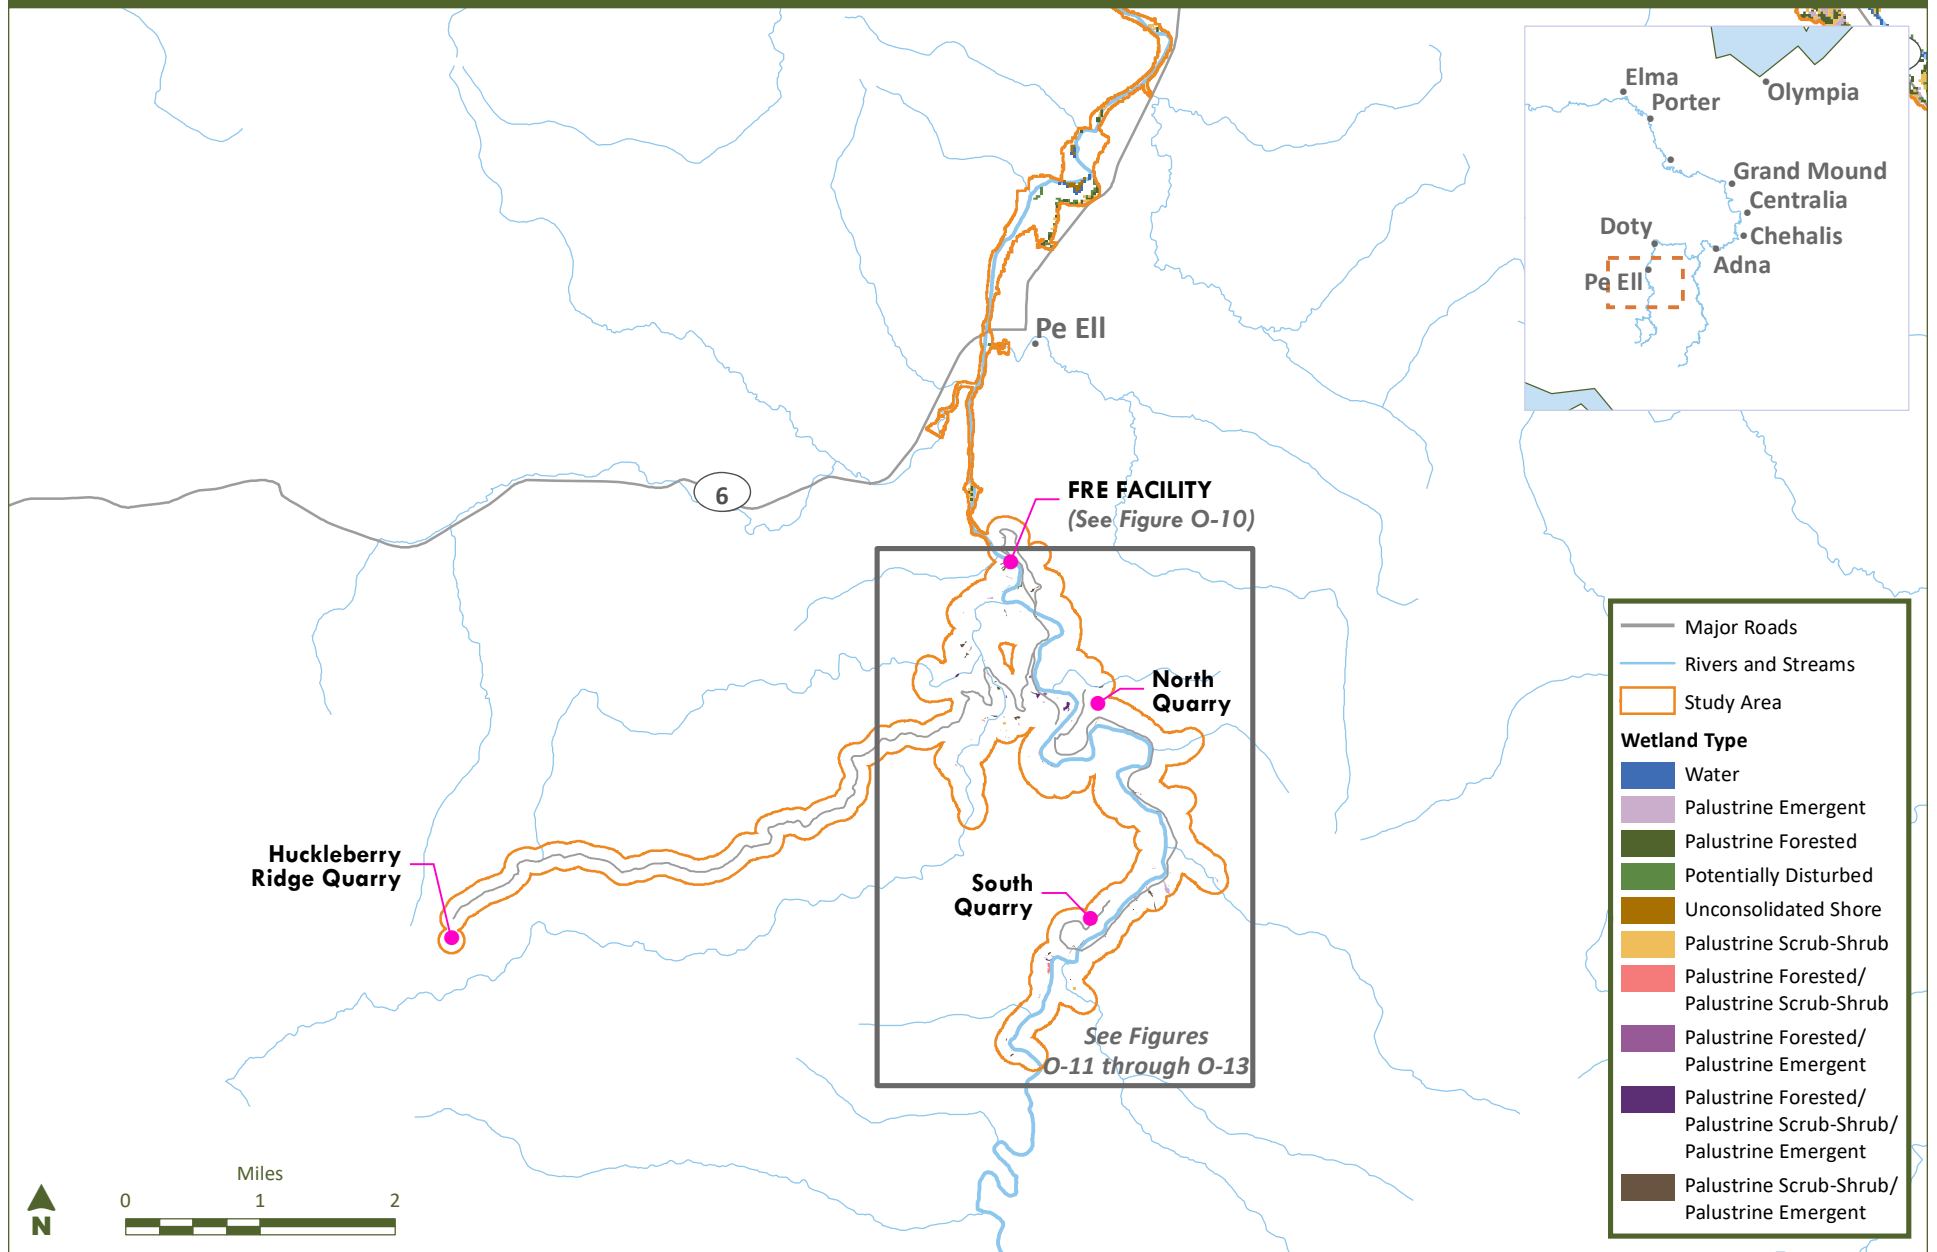 Elma
Porter
Olympia
Grand Mound
Centralia
Doty
Chehalis
Adna
Pe Ell
Pe Ell
6
FRE FACILITY
(See Figure O-10)
North
Quarry
Huckleberry
Ridge Quarry
South
Quarry
See Figures
O-11 through O-13
Major Roads
Rivers and Streams
Study Area
Wetland Type
Water
Palustrine Emergent
Palustrine Forested
Potentially Disturbed
Unconsolidated Shore
Palustrine Scrub-Shrub
Palustrine Forested/
Palustrine Scrub-Shrub
Palustrine Forested/
Palustrine Emergent
Palustrine Forested/
Palustrine Scrub-Shrub/
Palustrine Emergent
Palustrine Scrub-Shrub/
Palustrine Emergent
Miles
0 1 2
N